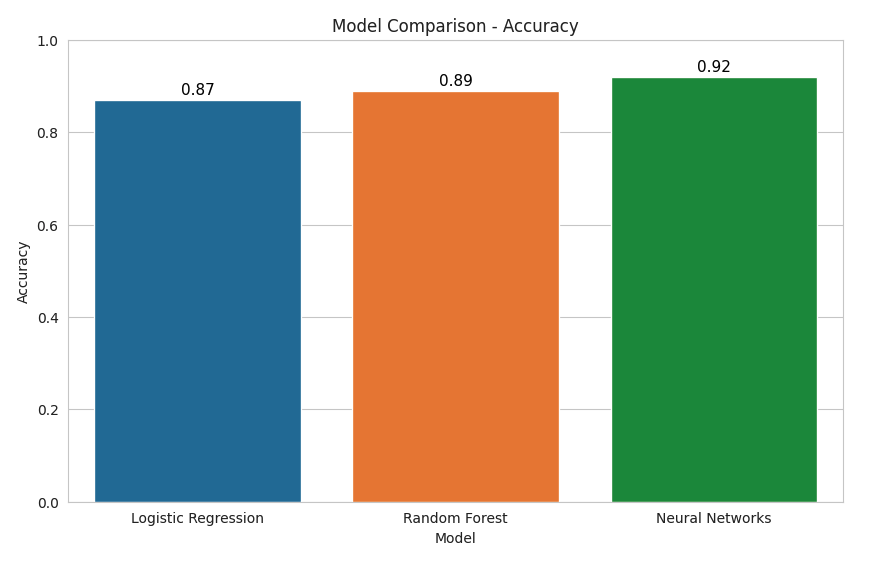 Model Comparison - Accuracy
1.0
0.8
0.6
0.4
0.2
0.0
Accuracy
0.87
0.89
0.92
Logistic Regression
Random Forest
Neural Networks
Model